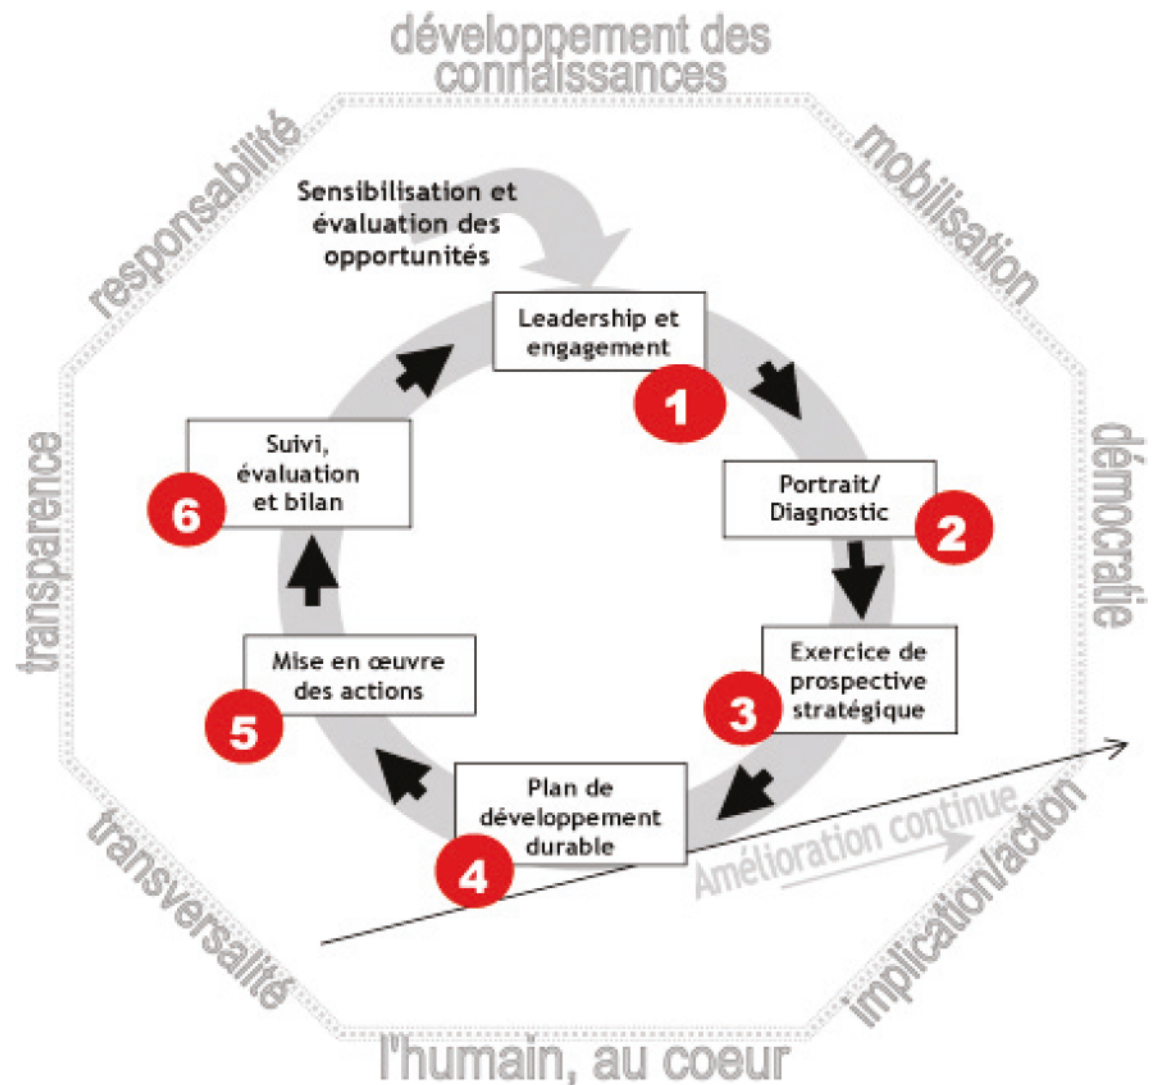 développement des
connaissances
responsabilité
mobilisation
Sensibilisation et
évaluation des
opportunités
Leadership et
engagement
1
Suivi,
évaluation
et bilan
6
Portrait/
Diagnostic
2
transparence
démocratie
Mise en œuvre
des actions
5
Exercice de
prospective
stratégique
3
Plan de
développement
durable
4
Amélioration continue
transversalité
implication/action
l'humain, au coeur